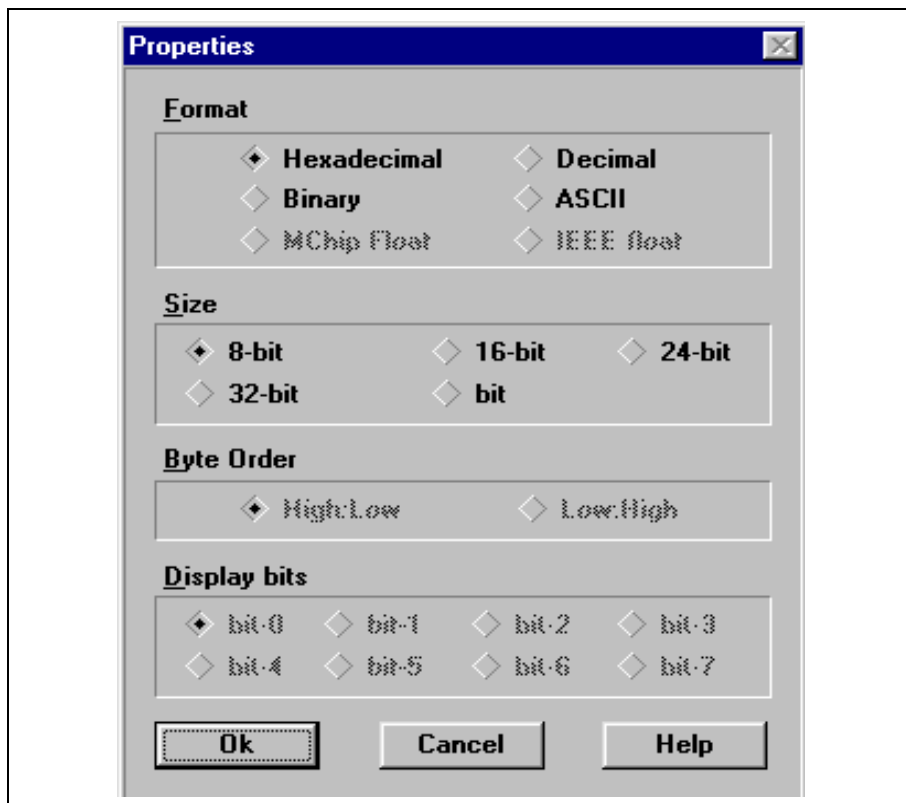 Properties
Format
Hexadecimal Decimal
Binary ASCII
MChip Float IEEE float
Size
8-bit 16-bit 24-bit
32-bit bit
Byte Order
High:Low Low:High
Display bits
bit-0 bit-1 bit-2 bit-3
bit-4 bit-5 bit-6 bit-7
Ok Cancel Help